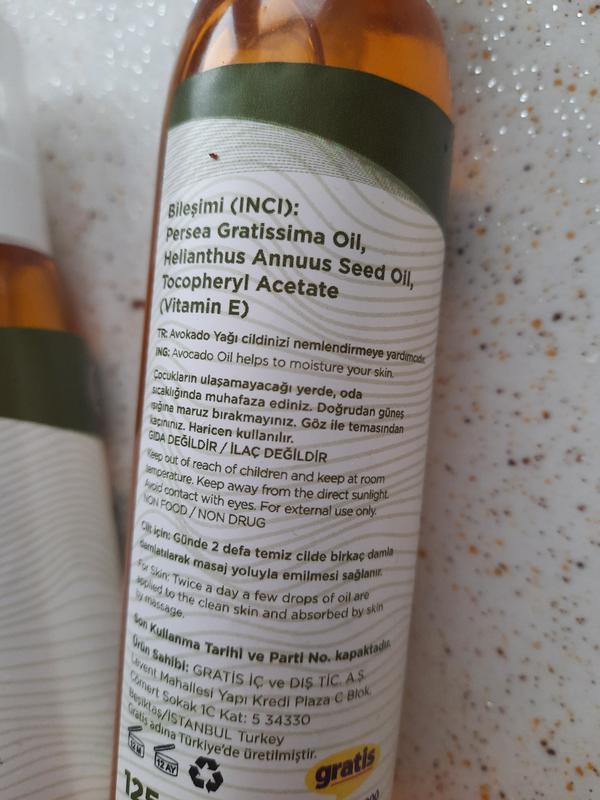 Bileşimi (INCI):
Persea Gratissima Oil,
Helianthus Annuus Seed Oil,
Tocopheryl Acetate
(Vitamin E)
TR: Avokado Yağı cildinizi nemlendirmeye yardımcıdır.
ING: Avocado Oil helps to moisture your skin.
Çocukların ulaşamayacağı yerde, oda
sıcaklığında muhafaza ediniz. Doğrudan güneş
ışığına maruz bırakmayınız. Göz ile temasından
kaçınınız. Haricen kullanılır.
GIDA DEĞİLDİR / İLAÇ DEĞİLDİR
Keep out of reach of children and keep at room
temperature. Keep away from the direct sunlight.
Avoid contact with eyes. For external use only.
NON FOOD / NON DRUG
Cilt için: Günde 2 defa temiz cilde birkaç damla
damlatılarak masaj yoluyla emilmesi sağlanır.
For Skin: Twice a day a few drops of oil are
applied to the clean skin and absorbed by skin
by massage.
Son Kullanma Tarihi ve Parti No. kapaktadır.
Ürün Sahibi: GRATİS İÇ ve DIŞ TİC. A.Ş.
Levent Mahallesi Yapı Kredi Plaza C Blok,
Cömert Sokak 1C Kat: 5 34330
Beşiktaş/İSTANBUL Turkey
Gratis adına Türkiye'de üretilmiştir.
12 M
12 AY
gratis
125